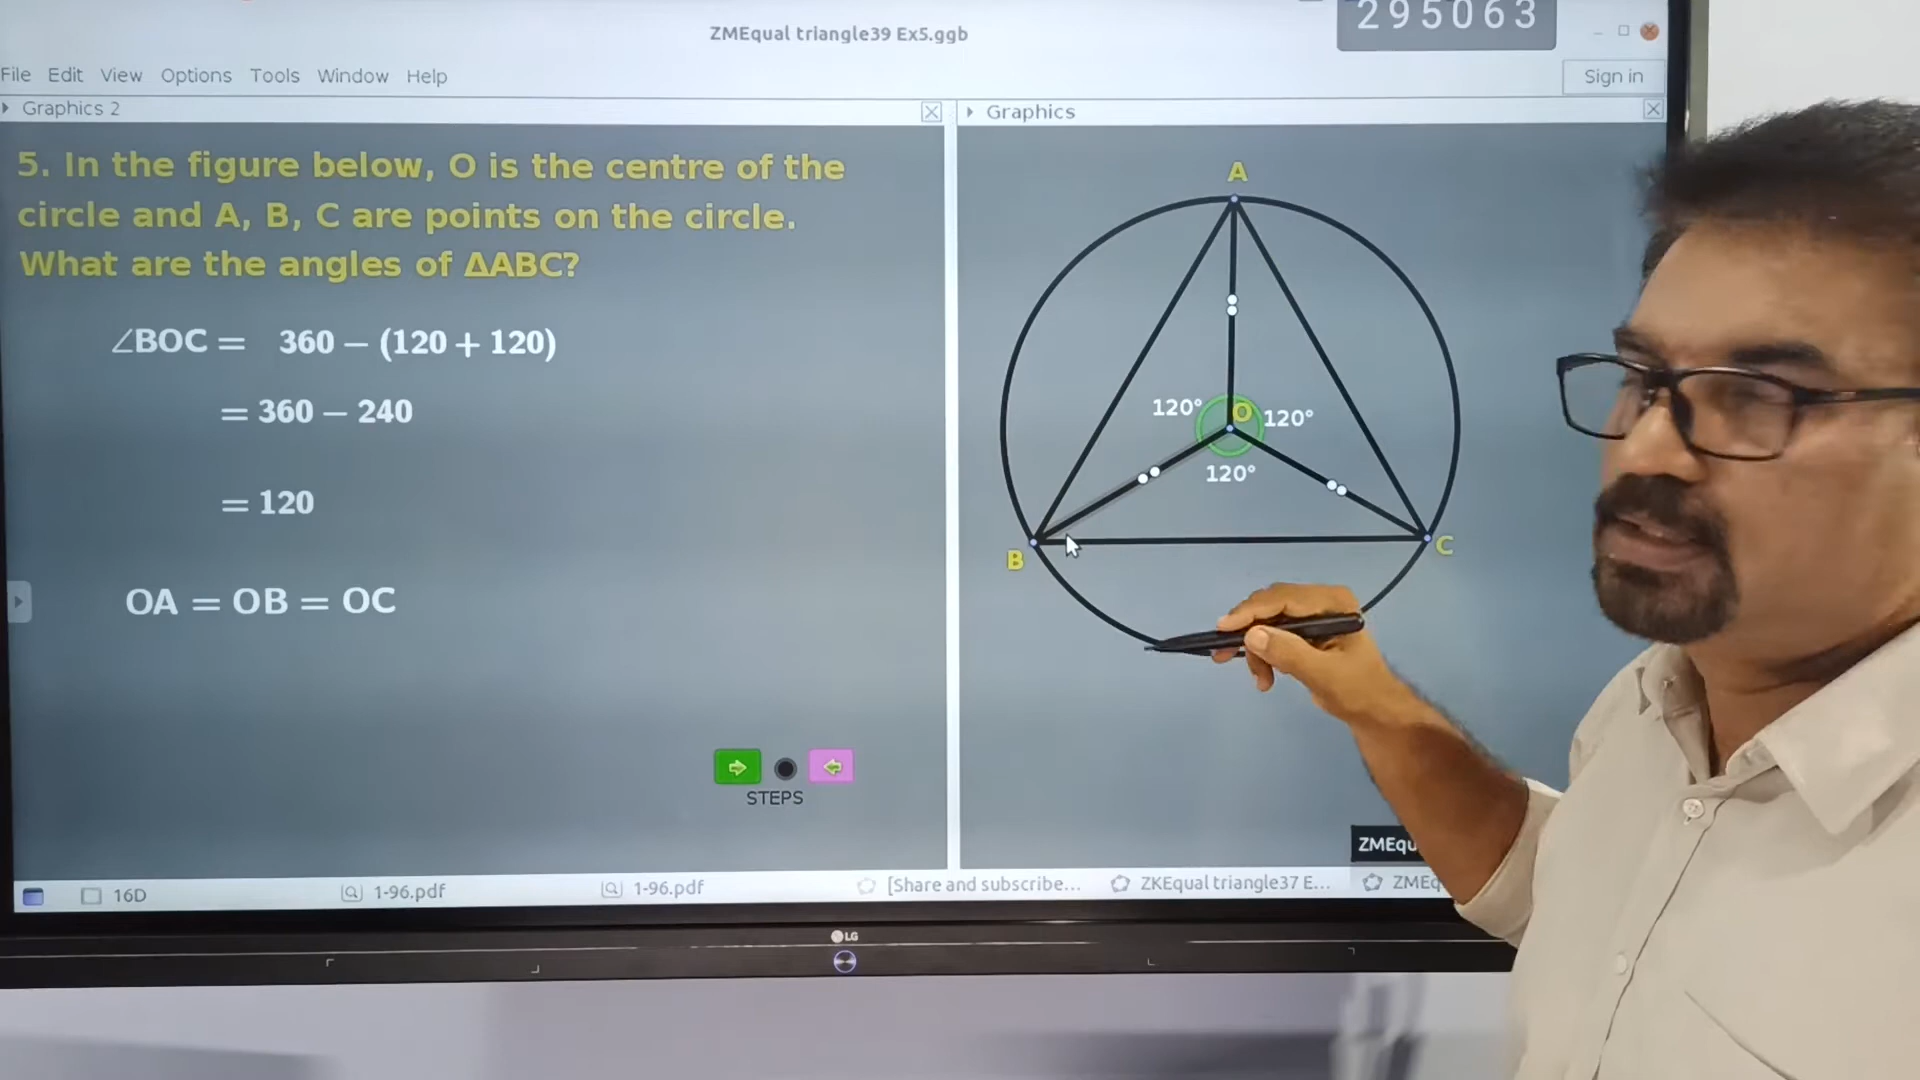 295063
ZMEqual triangle39 Ex5.ggb
File Edit View Options Tools Window Help
Sign in
Graphics 2
Graphics
5. In the figure below, O is the centre of the
circle and A, B, C are points on the circle.
What are the angles of ΔABC?
∠BOC = 360 − (120 + 120)
= 360 − 240
= 120
OA = OB = OC
STEPS
A
O
120°
120°
120°
B
C
ZMEqu
16D
1-96.pdf
1-96.pdf
[Share and subscribe...
ZKEqual triangle37 E...
ZMEq
LG